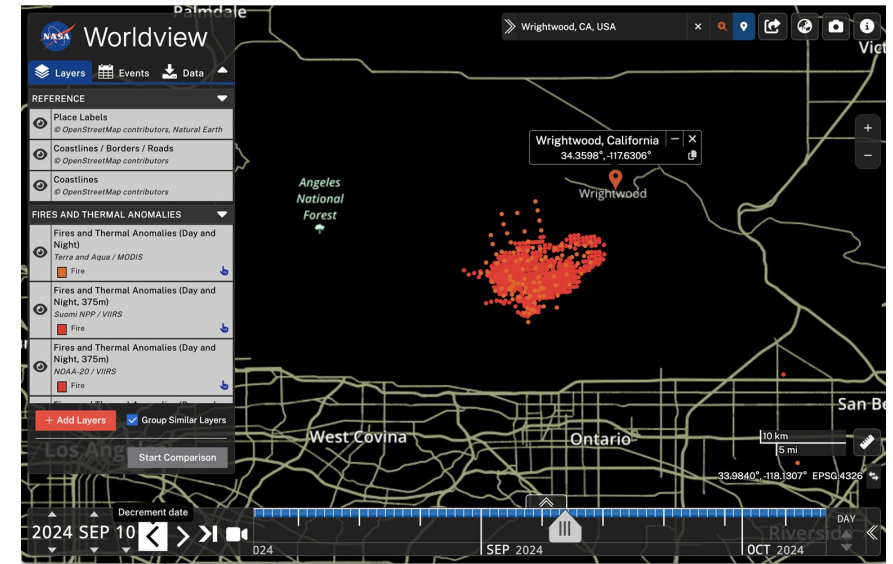 Palmdale
NASA Worldview
Layers Events Data
REFERENCE
Place Labels
© OpenStreetMap contributors, Natural Earth
Coastlines / Borders / Roads
© OpenStreetMap contributors
Coastlines
© OpenStreetMap contributors
FIRES AND THERMAL ANOMALIES
Fires and Thermal Anomalies (Day and
Night)
Terra and Aqua / MODIS
Fire
Fires and Thermal Anomalies (Day and
Night, 375m)
Suomi NPP / VIIRS
Fire
Fires and Thermal Anomalies (Day and
Night, 375m)
NOAA-20 / VIIRS
Fire
+ Add Layers Group Similar Layers
Start Comparison
Los Ang
Wrightwood, CA, USA
Vict
Wrightwood, California
34.3598°, -117.6306°
Wrightwood
Angeles
National
Forest
San Be
West Covina
Ontario
10 km
5 mi
33.9840°, -118.1307° EPSG:4326
Decrement date
2024 SEP 10
024
SEP 2024
OCT 2024
DAY
Riversid